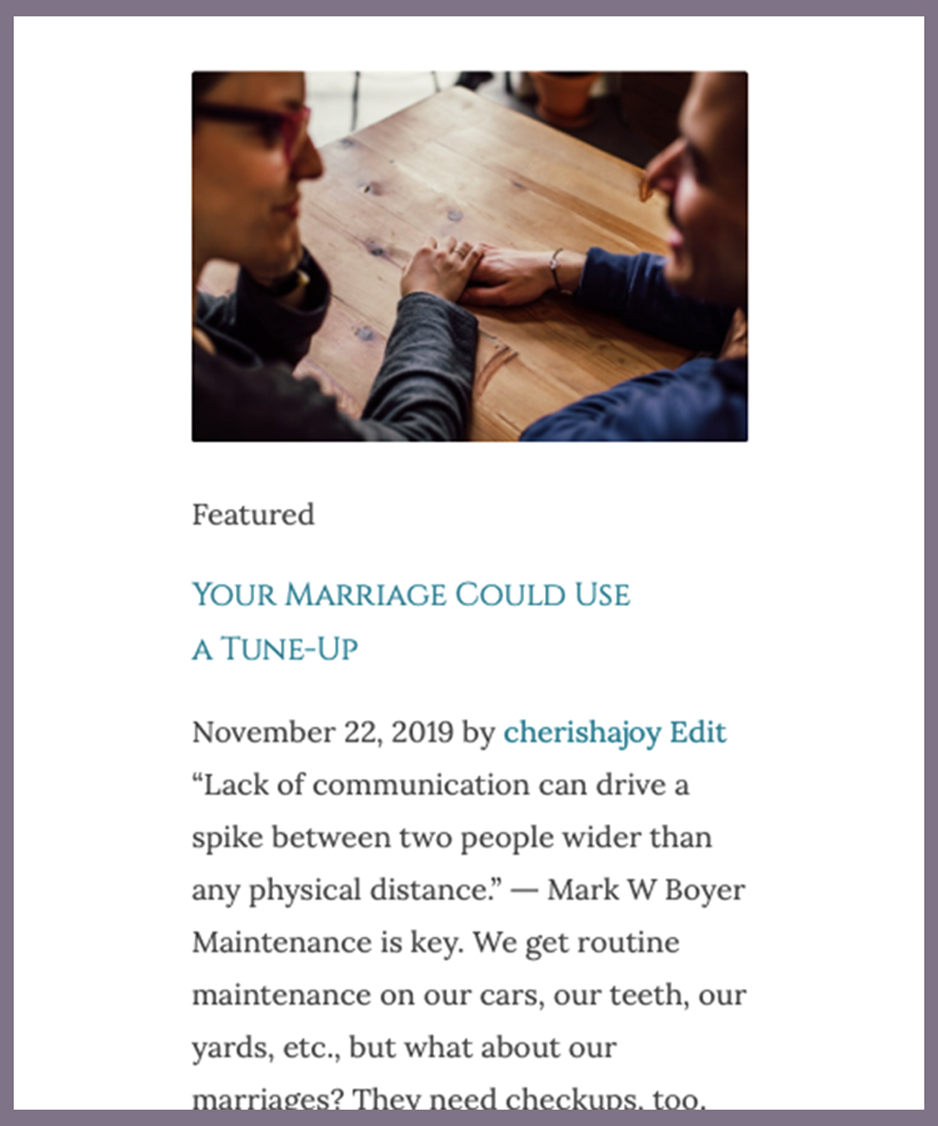 Featured
Your Marriage Could Use
a Tune-Up
November 22, 2019 by cherishajoy Edit
“Lack of communication can drive a
spike between two people wider than
any physical distance.” — Mark W Boyer
Maintenance is key. We get routine
maintenance on our cars, our teeth, our
yards, etc., but what about our
marriages? They need checkups, too.